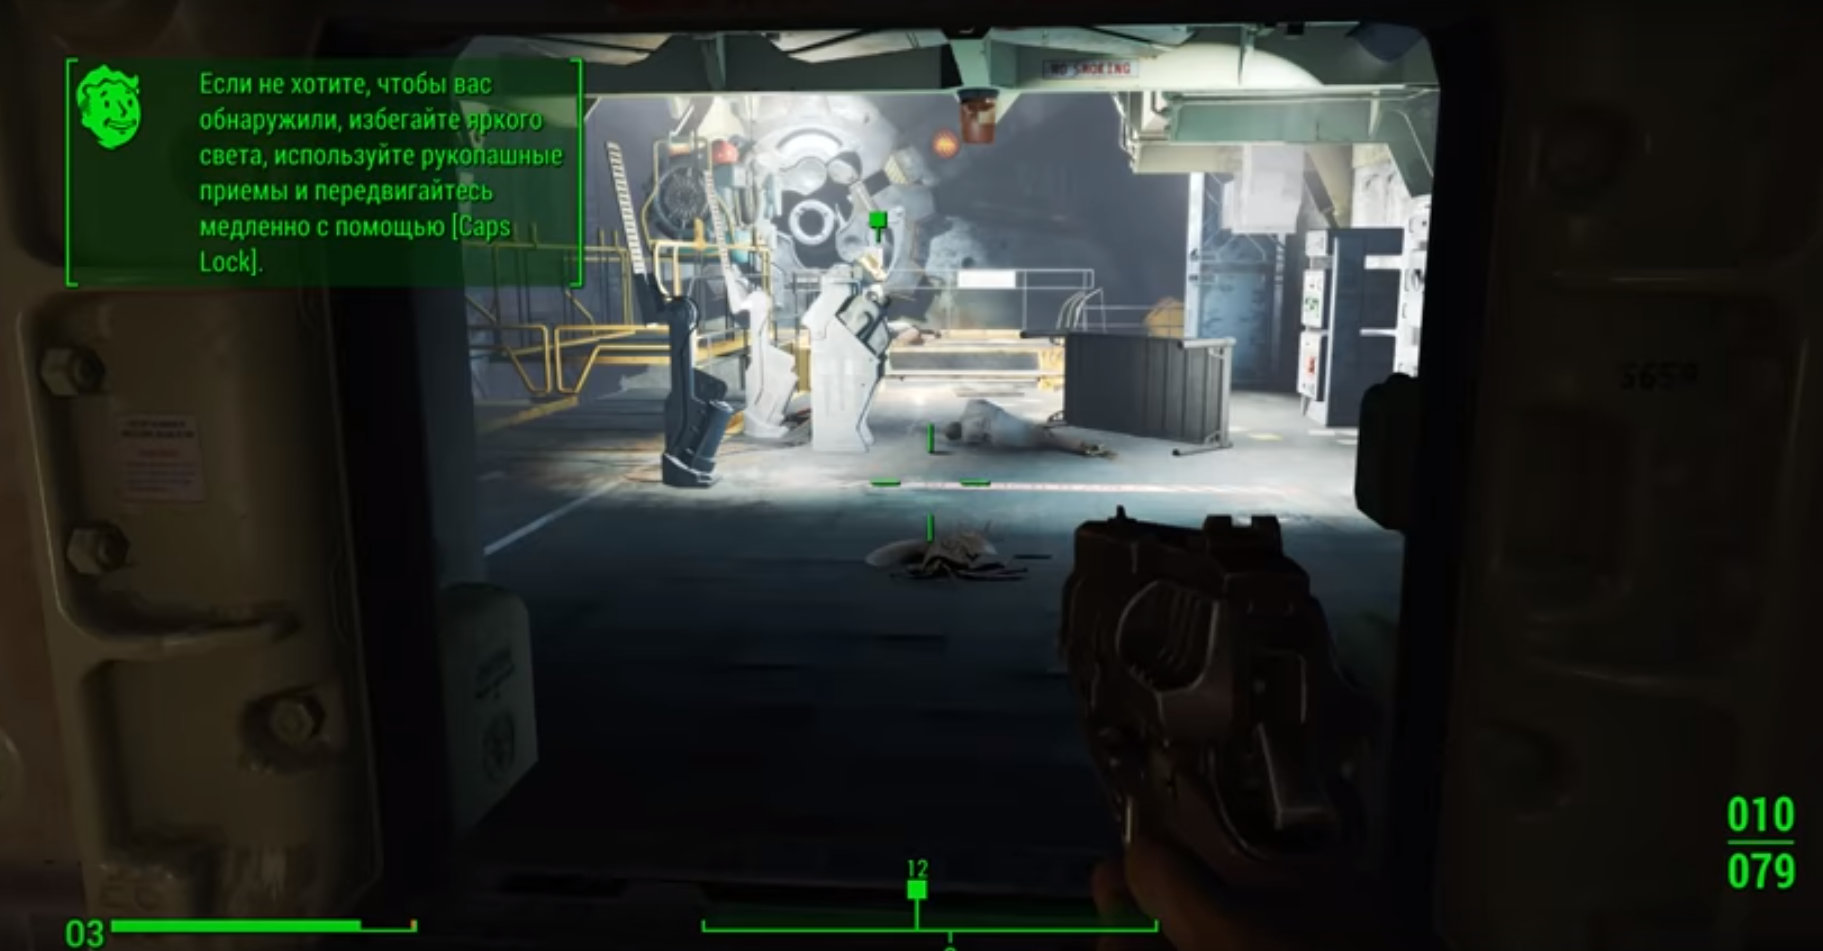 Если не хотите, чтобы вас
обнаружили, избегайте яркого
света, используйте рукопашные
приемы и передвигайтесь
медленно с помощью [Caps
Lock].
NO SMOKING
5659
010
079
12
03